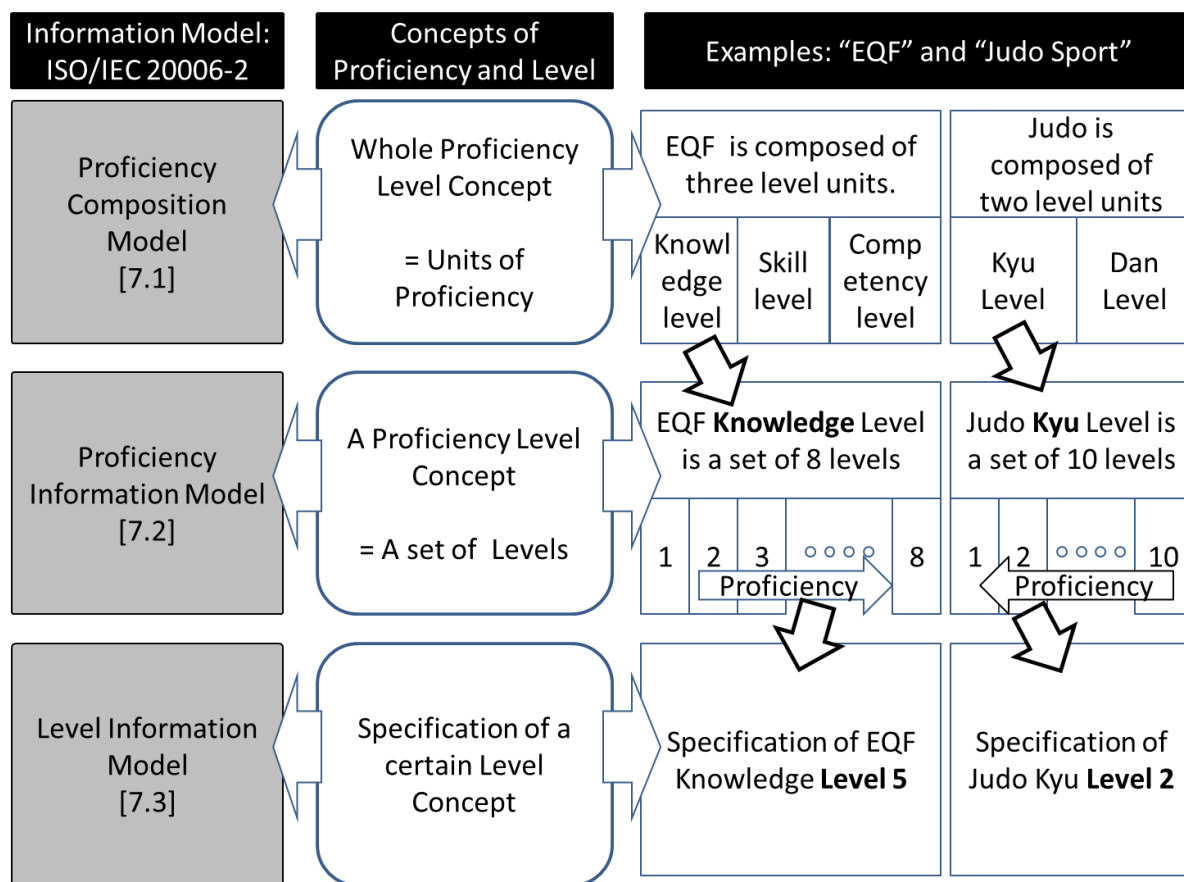 Information Model:
ISO/IEC 20006-2
Concepts of
Proficiency and Level
Examples: “EQF” and “Judo Sport”
Proficiency
Composition
Model
[7.1]
Whole Proficiency
Level Concept
= Units of
Proficiency
EQF is composed of
three level units.
Knowl
edge
level
Skill
level
Comp
etency
level
Judo is
composed of
two level units
Kyu
Level
Dan
Level
Proficiency
Information Model
[7.2]
A Proficiency Level
Concept
= A set of Levels
EQF Knowledge Level
is a set of 8 levels
1 2 3 8
Proficiency
Judo Kyu Level is
a set of 10 levels
1 2 10
Proficiency
Level Information
Model
[7.3]
Specification of a
certain Level
Concept
Specification of EQF
Knowledge Level 5
Specification of
Judo Kyu Level 2